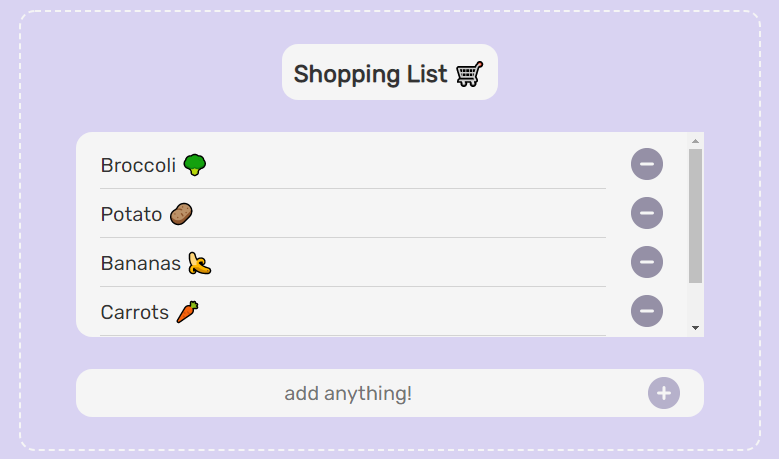 Shopping List 🛒
Broccoli 🥦
Potato 🥔
Bananas 🍌
Carrots 🥕
add anything!